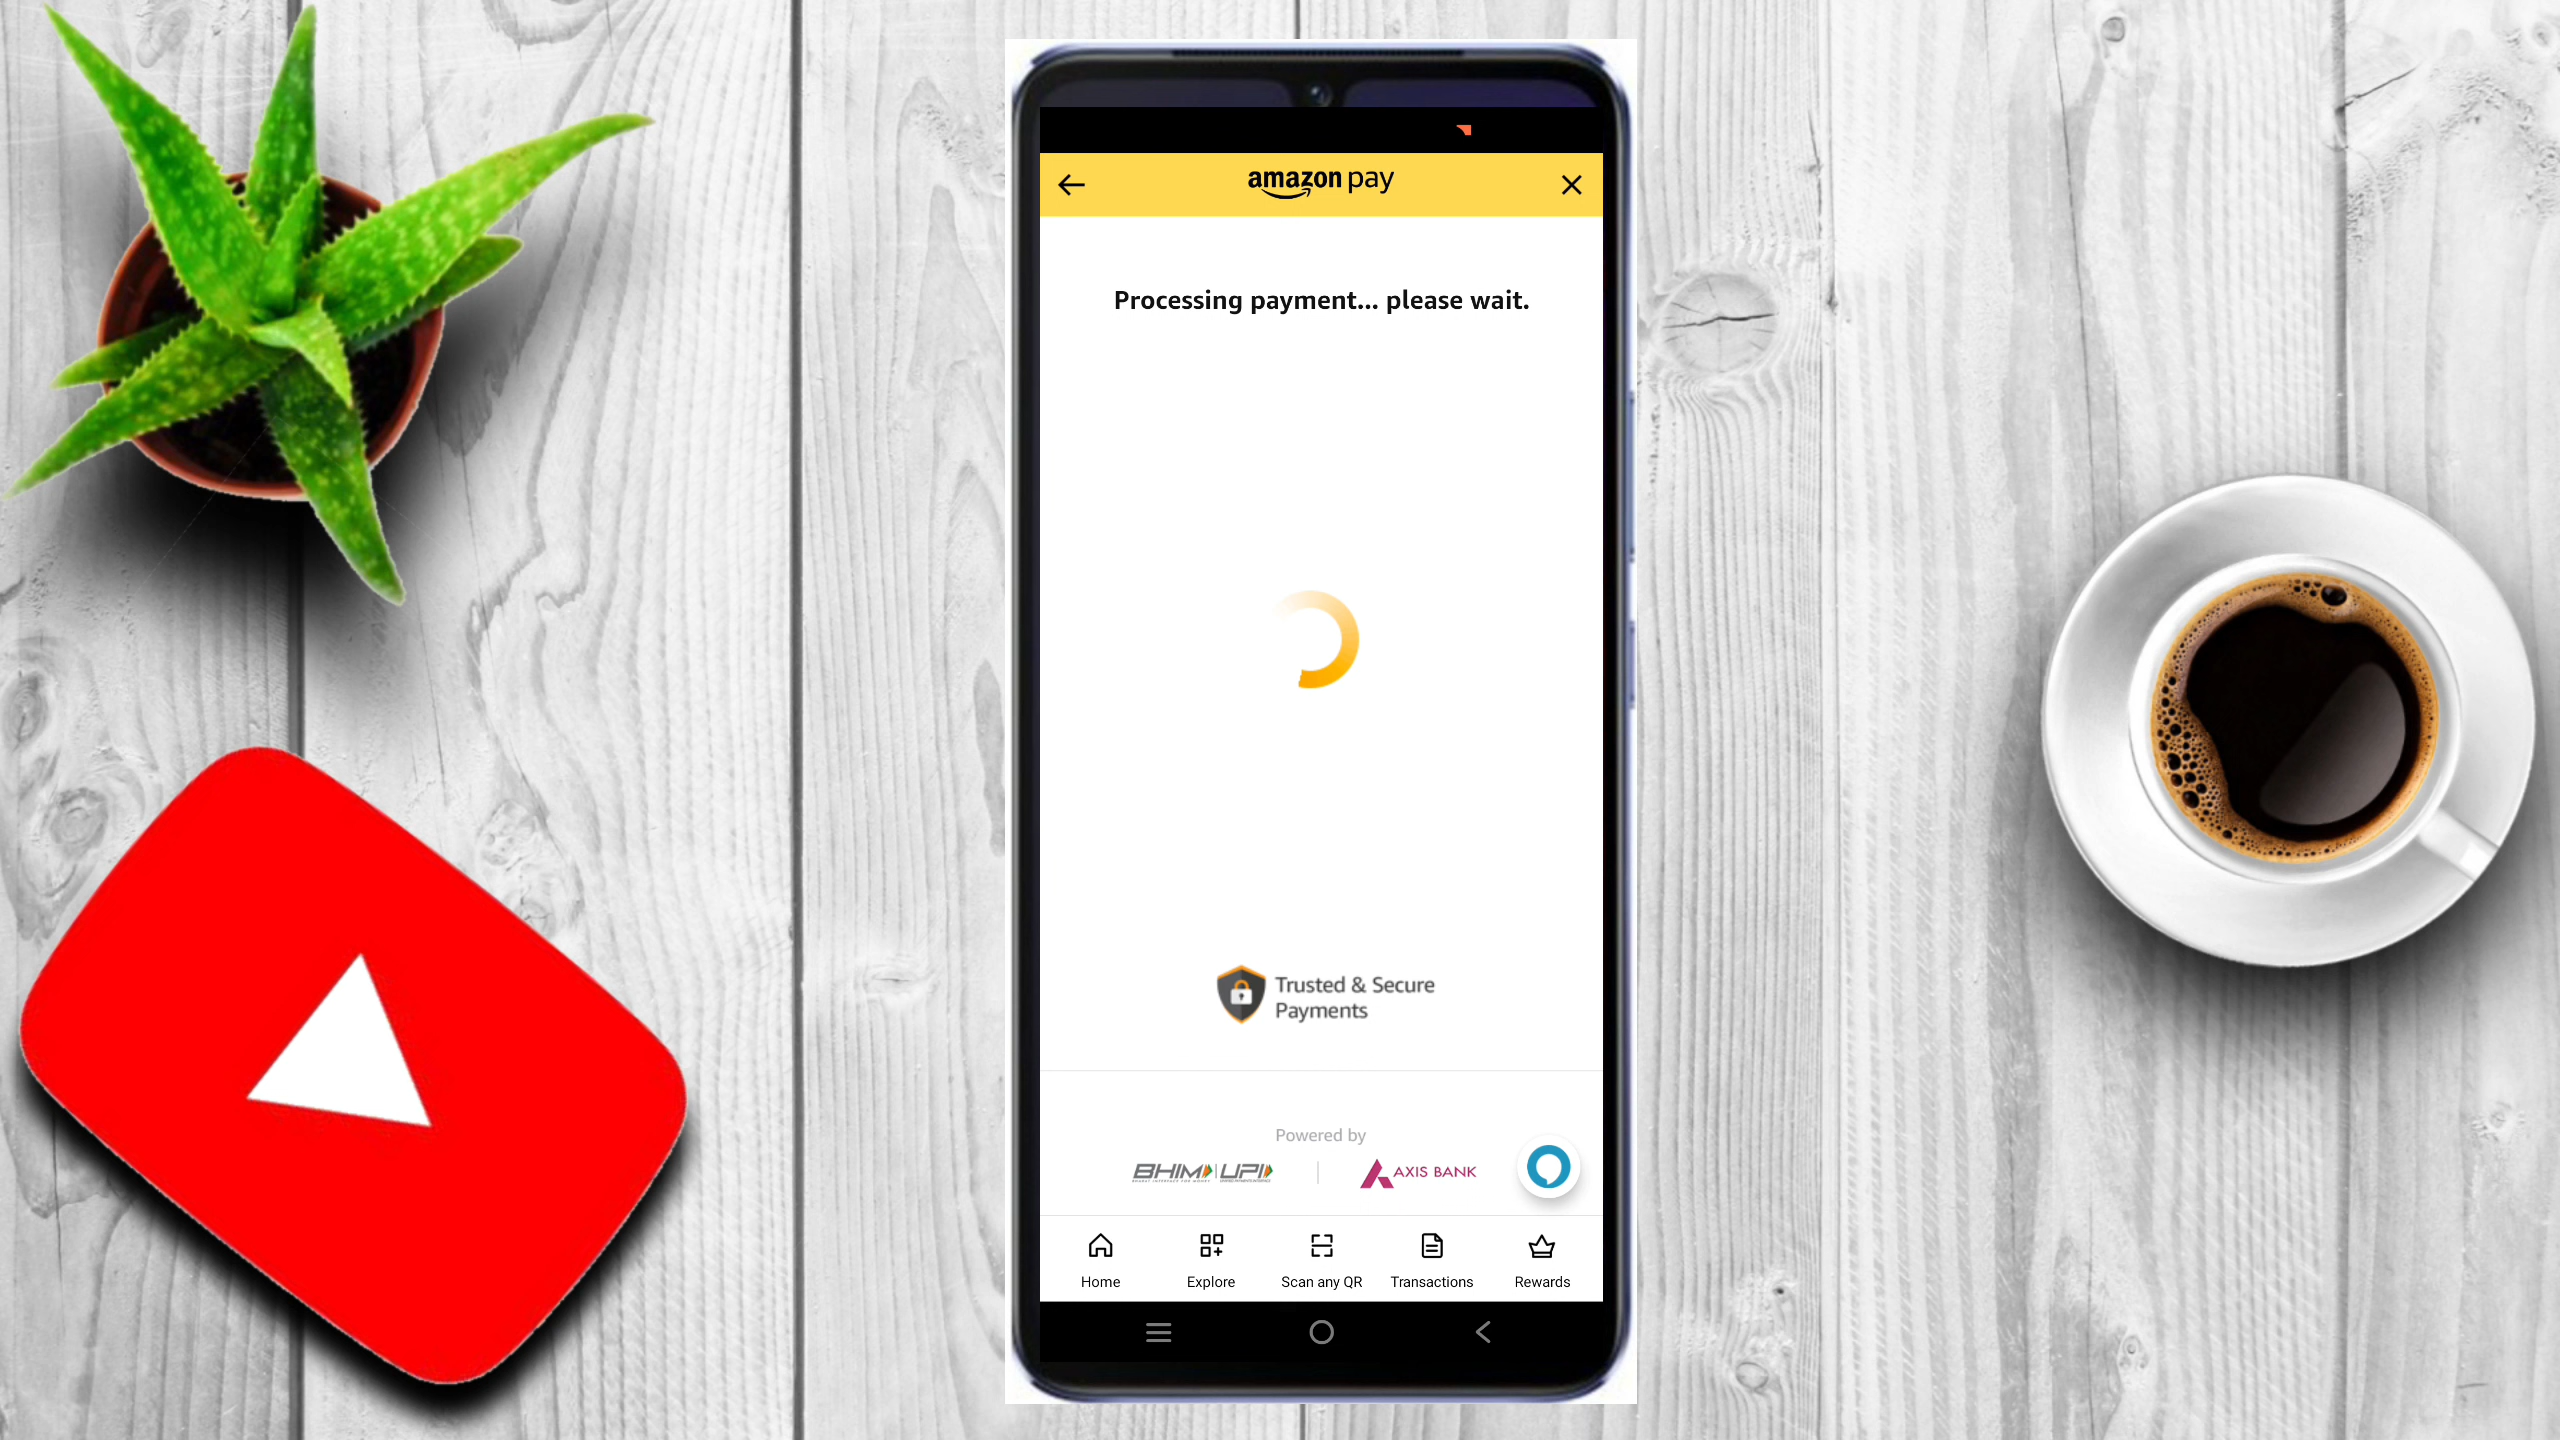 amazon pay
Processing payment... please wait.
Trusted & Secure
Payments
Powered by
BHIM UPI
AXIS BANK
Home
Explore
Scan any QR
Transactions
Rewards